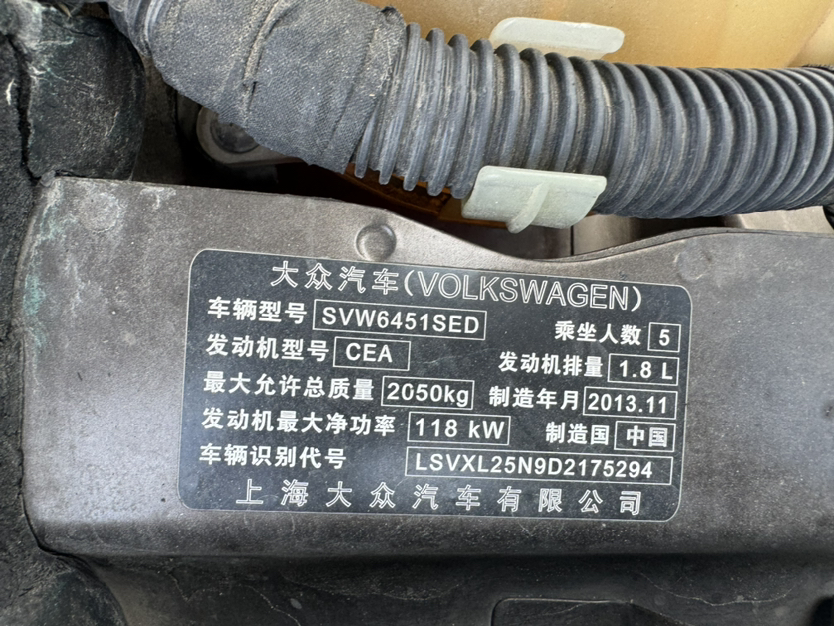 大众汽车(VOLKSWAGEN)
车辆型号 SVW6451SED 乘坐人数 5
发动机型号 CEA 发动机排量 1.8 L
最大允许总质量 2050kg 制造年月 2013.11
发动机最大净功率 118 kW 制造国 中国
车辆识别代号 LSVXL25N9D2175294
上海大众汽车有限公司